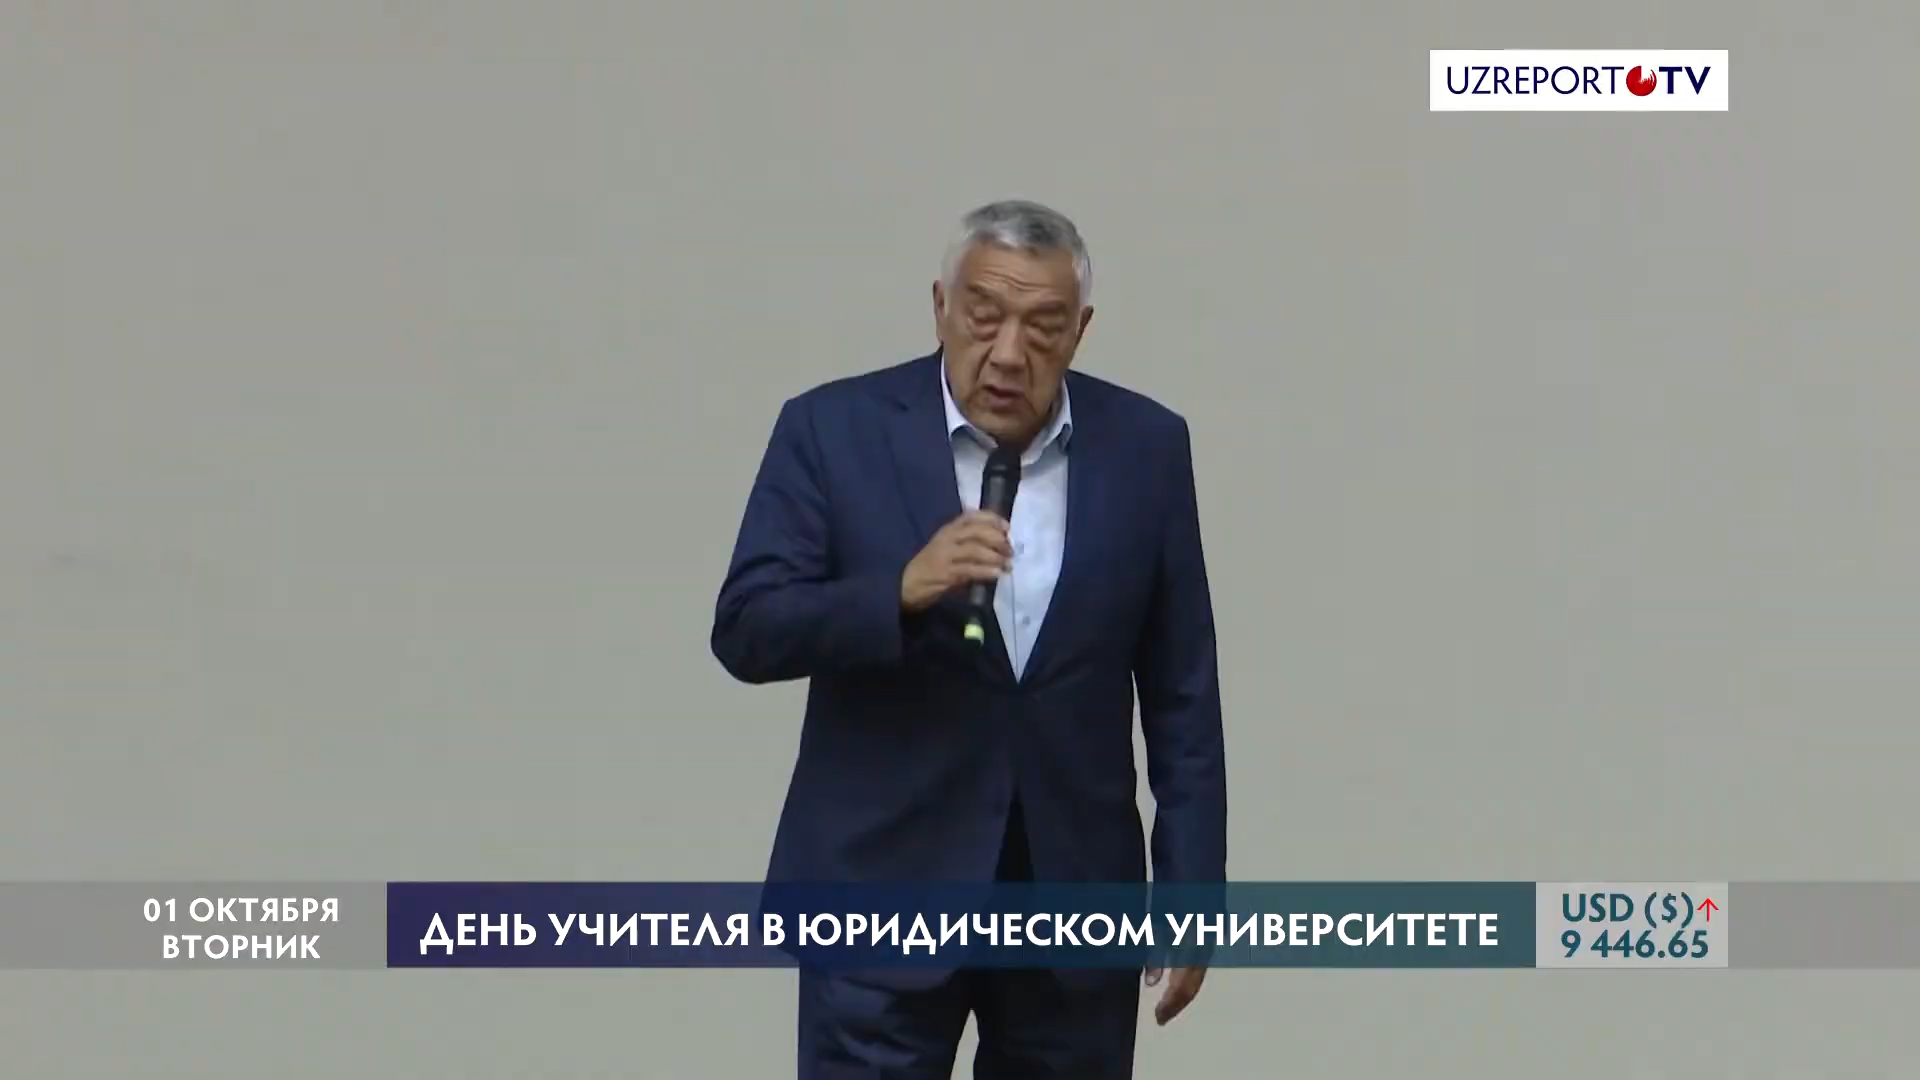 UZREPORT TV
01 ОКТЯБРЯ
ВТОРНИК
ДЕНЬ УЧИТЕЛЯ В ЮРИДИЧЕСКОМ УНИВЕРСИТЕТЕ
USD ($)↑
9 446.65